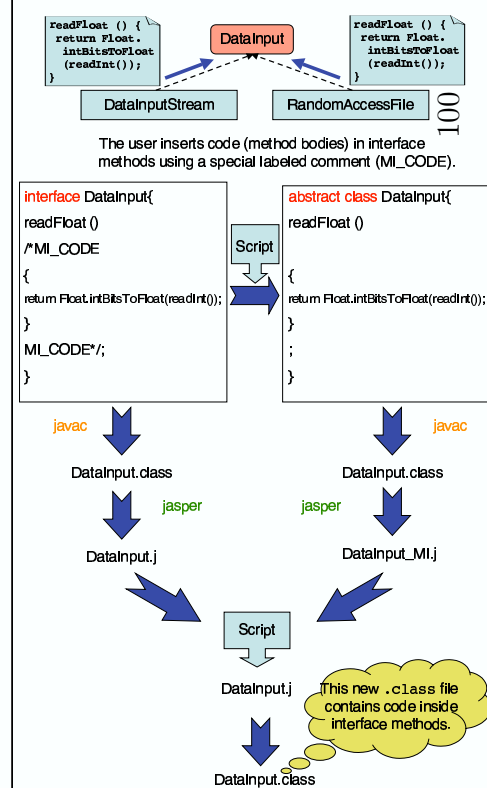 readFloat () {
return Float.
intBitsToFloat
(readInt());
}
DataInput
readFloat () {
return Float.
intBitsToFloat
(readInt());
}
DataInputStream
RandomAccessFile
100
The user inserts code (method bodies) in interface
methods using a special labeled comment (MI_CODE).
interface DataInput{
readFloat ()
/*MI_CODE
{
return Float.intBitsToFloat(readInt());
}
MI_CODE*/;
}
Script
abstract class DataInput{
readFloat ()
{
return Float.intBitsToFloat(readInt());
}
;
}
javac
javac
DataInput.class
DataInput.class
jasper
jasper
DataInput.j
DataInput_MI.j
Script
DataInput.j
This new .class file
contains code inside
interface methods.
DataInput.class